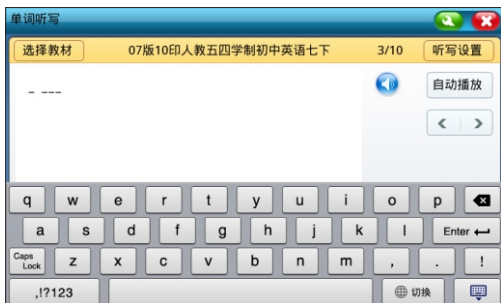 单词听写
选择教材 07版10印人教五四学制初中英语七下 3/10 听写设置
_ ___ 自动播放
< >
q w e r t y u i o p
a s d f g h j k l Enter
Caps Lock z x c v b n m , . !
,!?123 切换